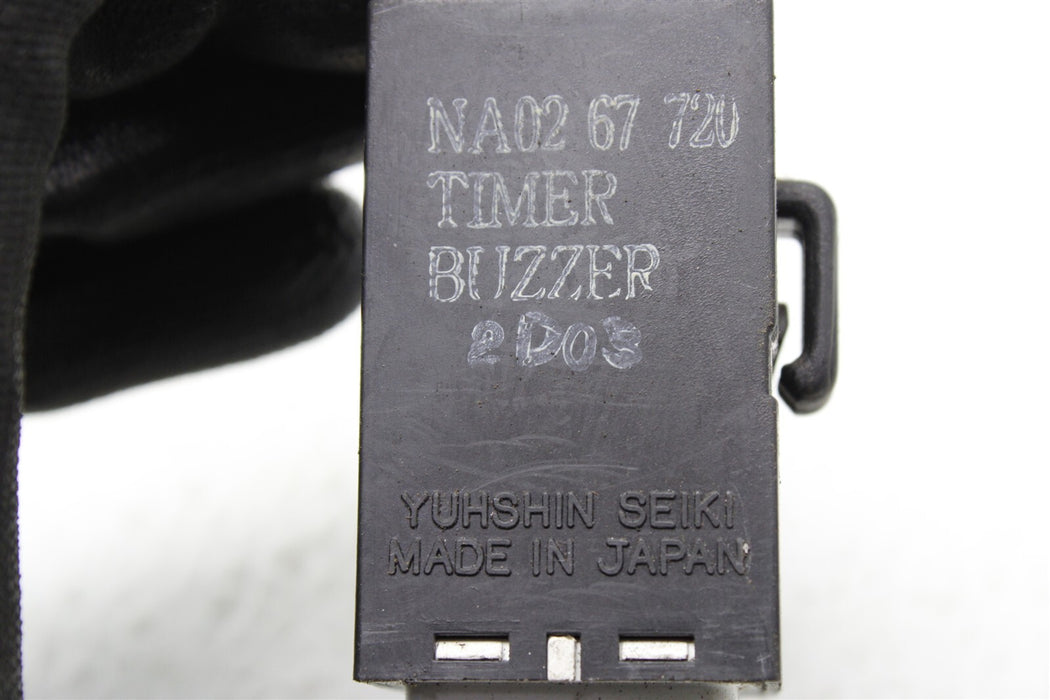 NA02 67 720
TIMER
BUZZER
2D03
YUHSHIN SEIKI
MADE IN JAPAN